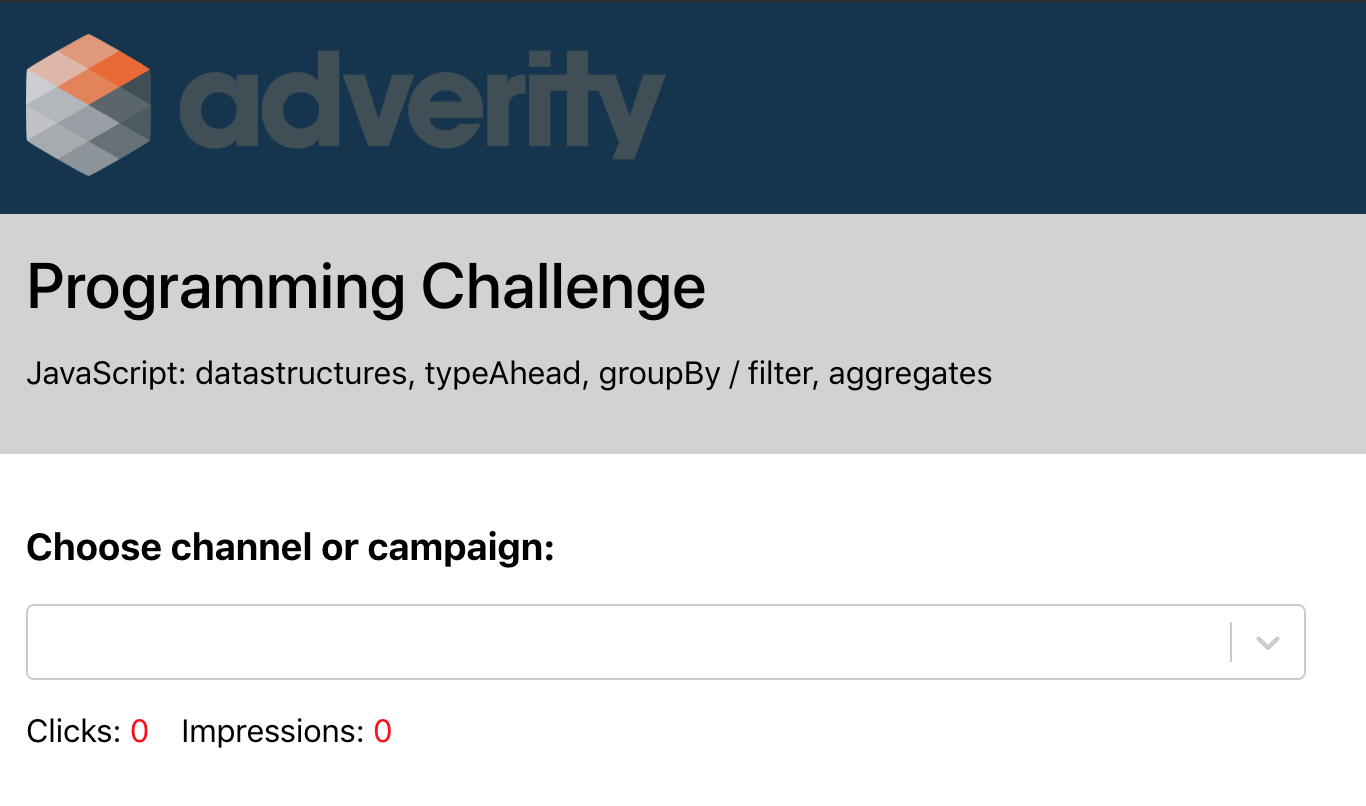 adverity
Programming Challenge
JavaScript: datastructures, typeAhead, groupBy / filter, aggregates
Choose channel or campaign:
Clicks: 0 Impressions: 0